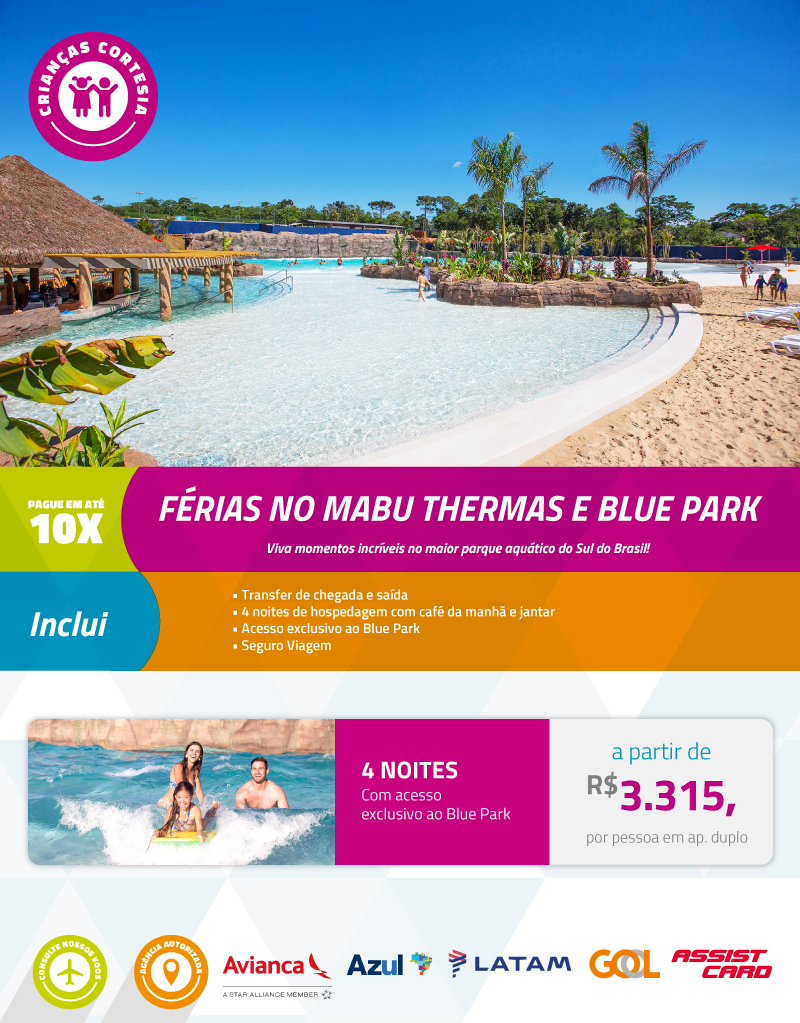 CRIANÇAS CORTESIA
PAGUE EM ATÉ
10X
FÉRIAS NO MABU THERMAS E BLUE PARK
Viva momentos incríveis no maior parque aquático do Sul do Brasil!
Inclui
• Transfer de chegada e saída
• 4 noites de hospedagem com café da manhã e jantar
• Acesso exclusivo ao Blue Park
• Seguro Viagem
4 NOITES
Com acesso
exclusivo ao Blue Park
a partir de
R$3.315,
por pessoa em ap. duplo
CONSULTE NOSSOS VOOS
AGÊNCIA AUTORIZADA
Avianca
A STAR ALLIANCE MEMBER
Azul
LATAM
GOL
ASSIST
CARD